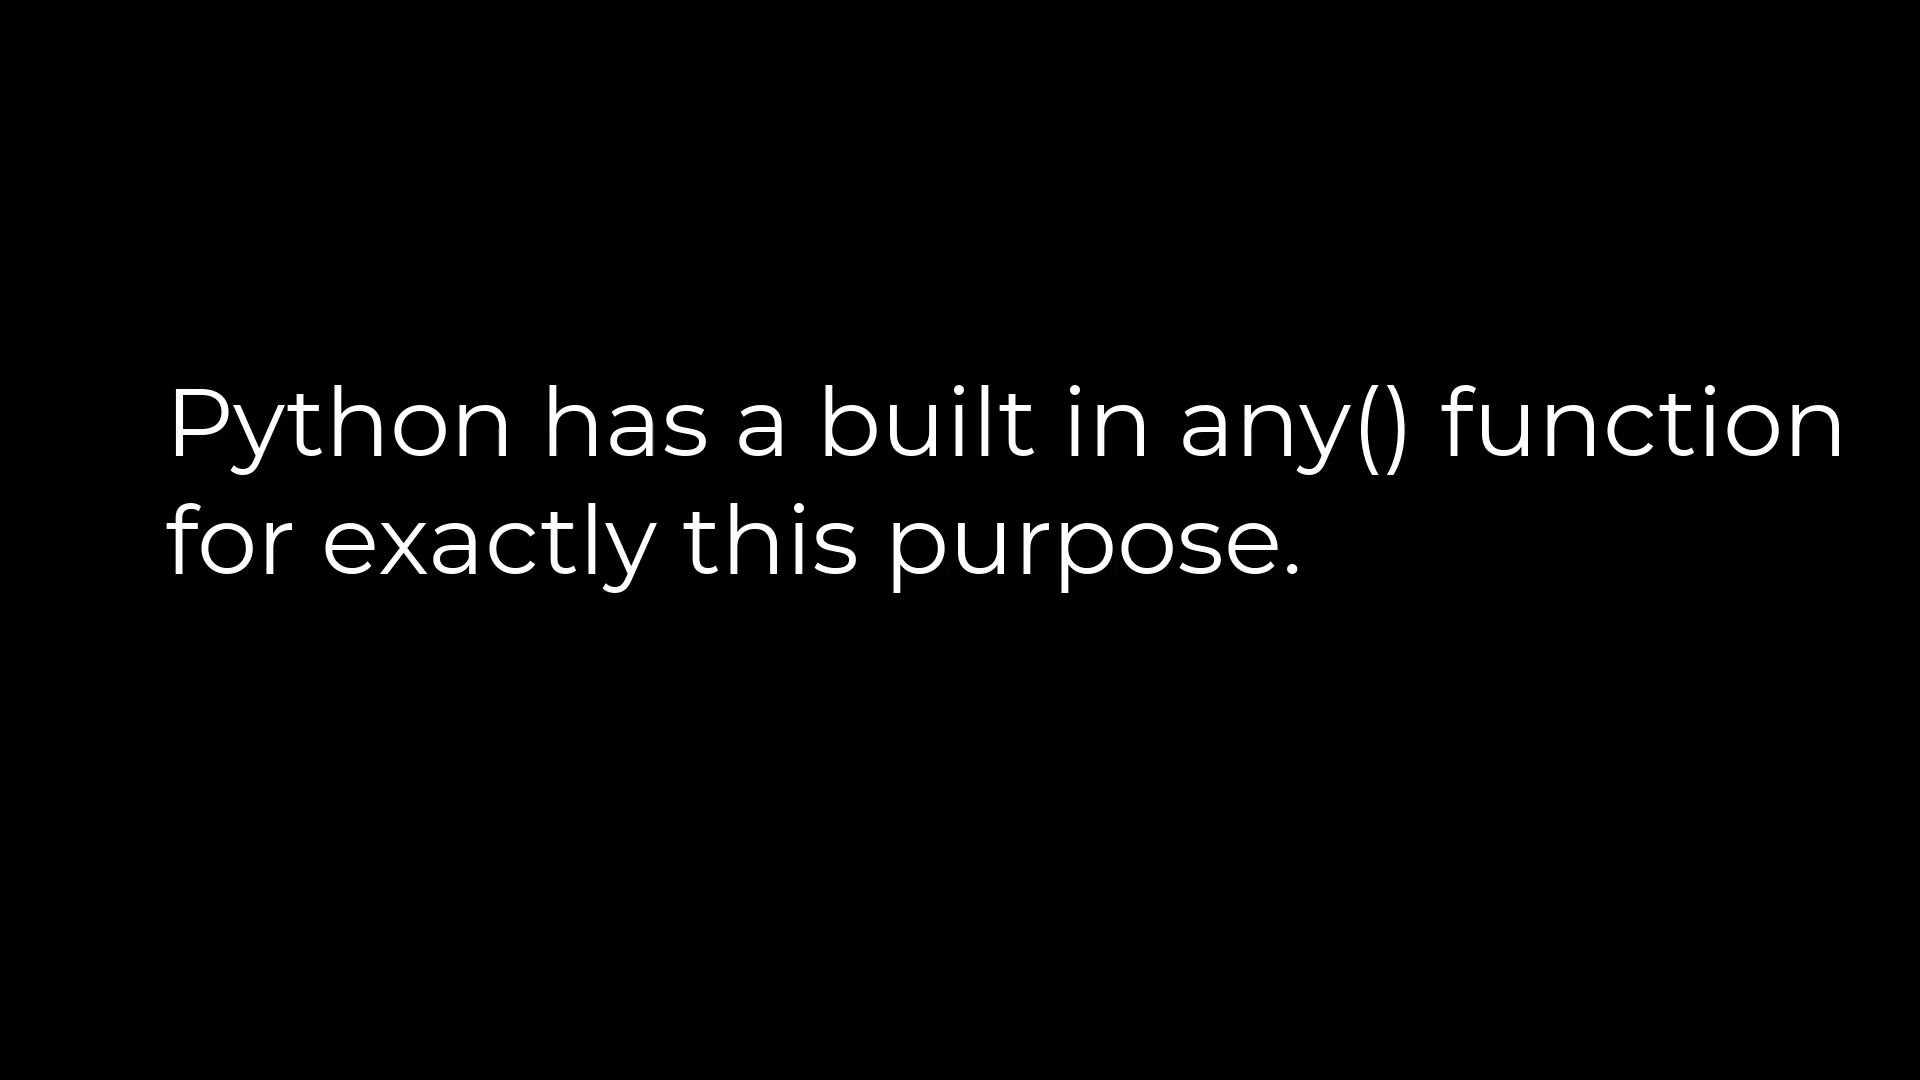 Python has a built in any() function
for exactly this purpose.